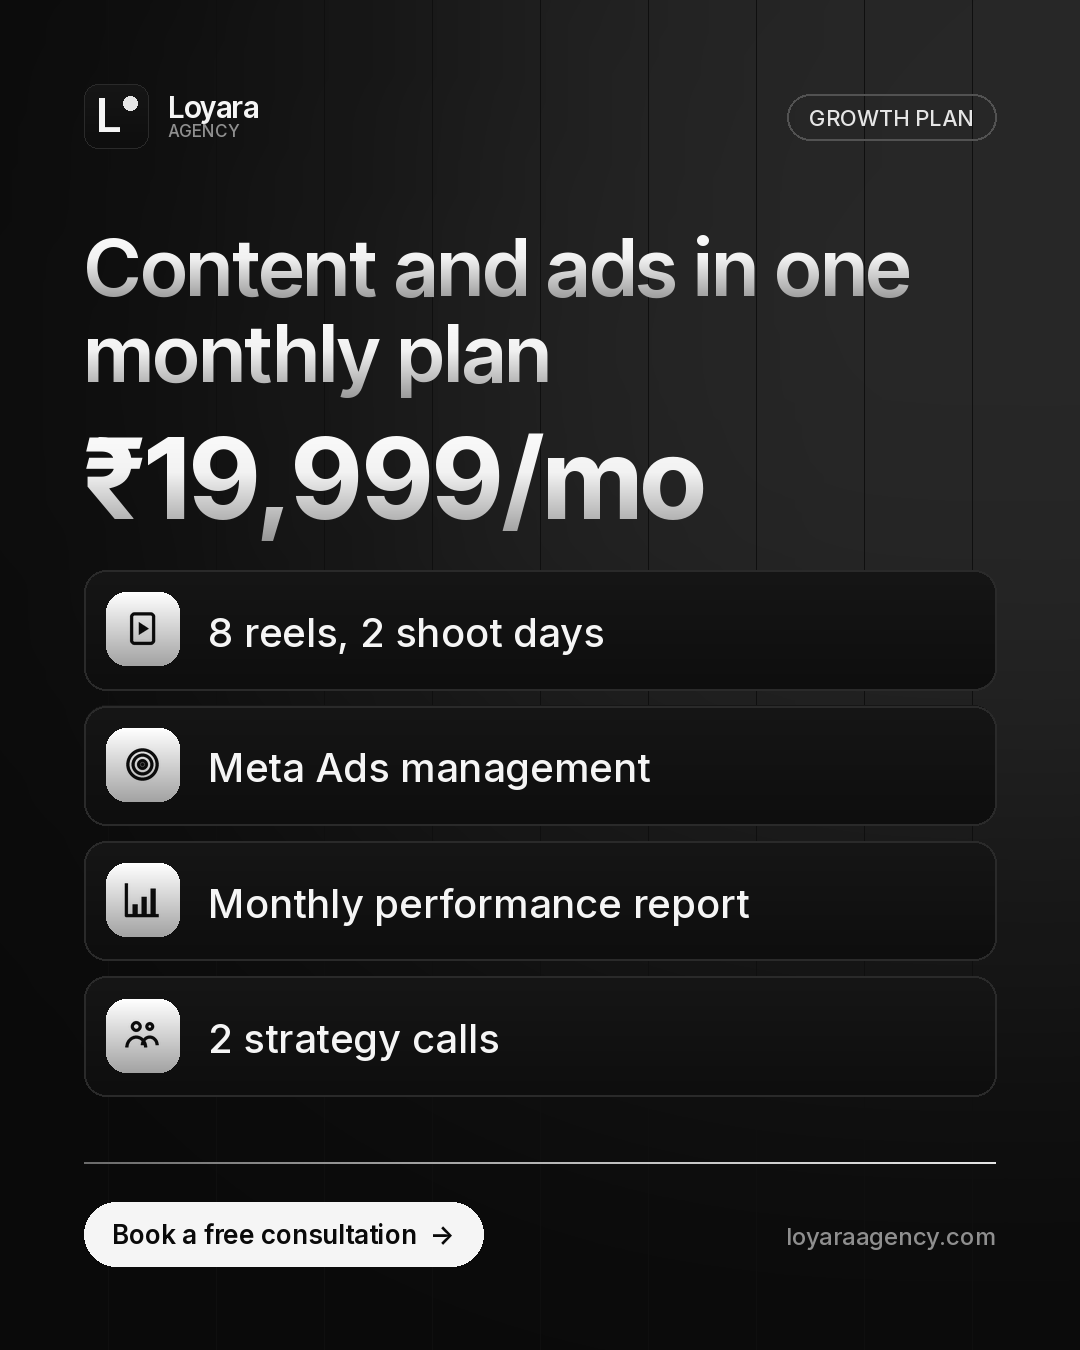 Loyara
AGENCY
GROWTH PLAN
Content and ads in one
monthly plan
₹19,999/mo
8 reels, 2 shoot days
Meta Ads management
Monthly performance report
2 strategy calls
Book a free consultation →
loyaraagency.com